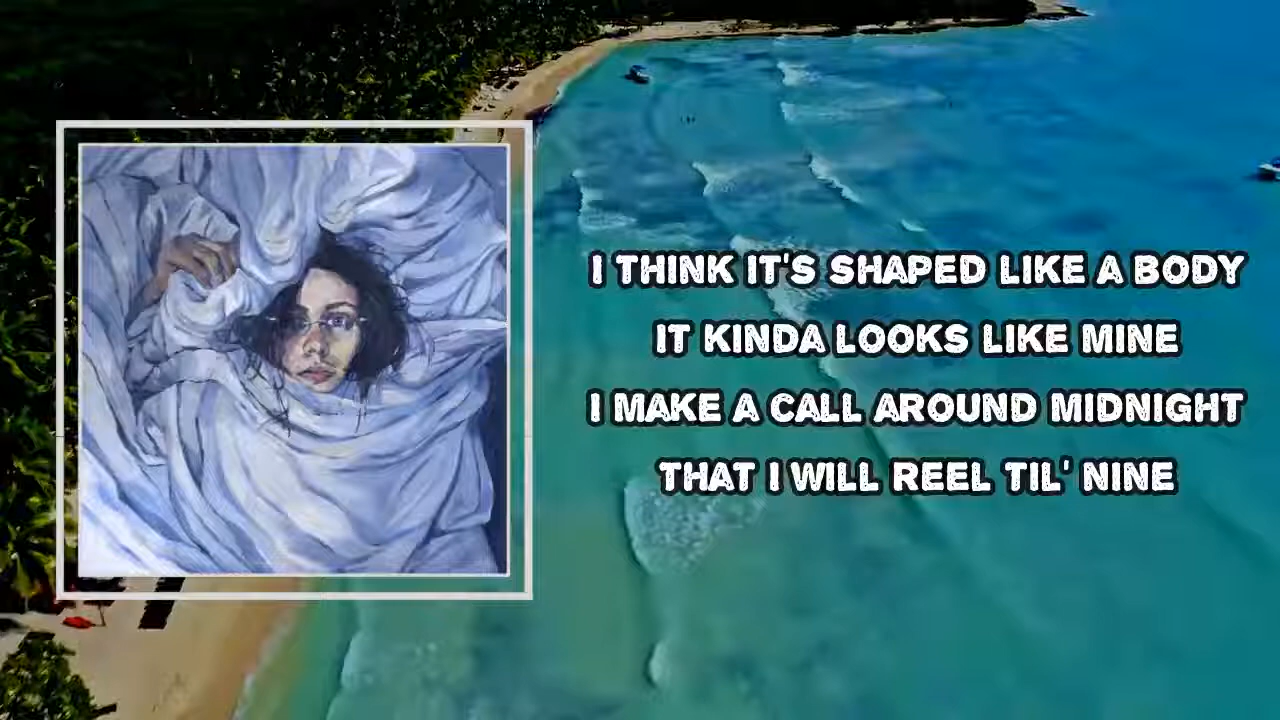 I THINK IT'S SHAPED LIKE A BODY
IT KINDA LOOKS LIKE MINE
I MAKE A CALL AROUND MIDNIGHT
THAT I WILL REEL TIL' NINE